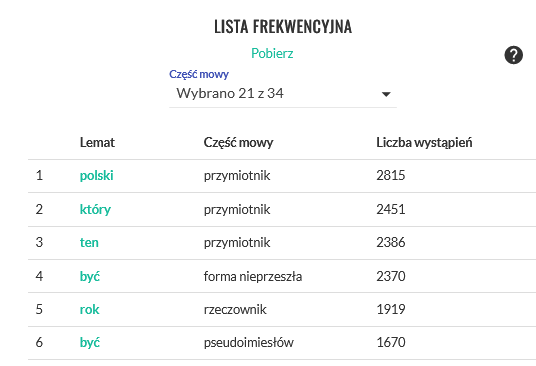 LISTA FREKWENCYJNA
Pobierz
?
Część mowy
Wybrano 21 z 34
Lemat Część mowy Liczba wystąpień
1 polski przymiotnik 2815
2 który przymiotnik 2451
3 ten przymiotnik 2386
4 być forma nieprzeszła 2370
5 rok rzeczownik 1919
6 być pseudoimiesłów 1670